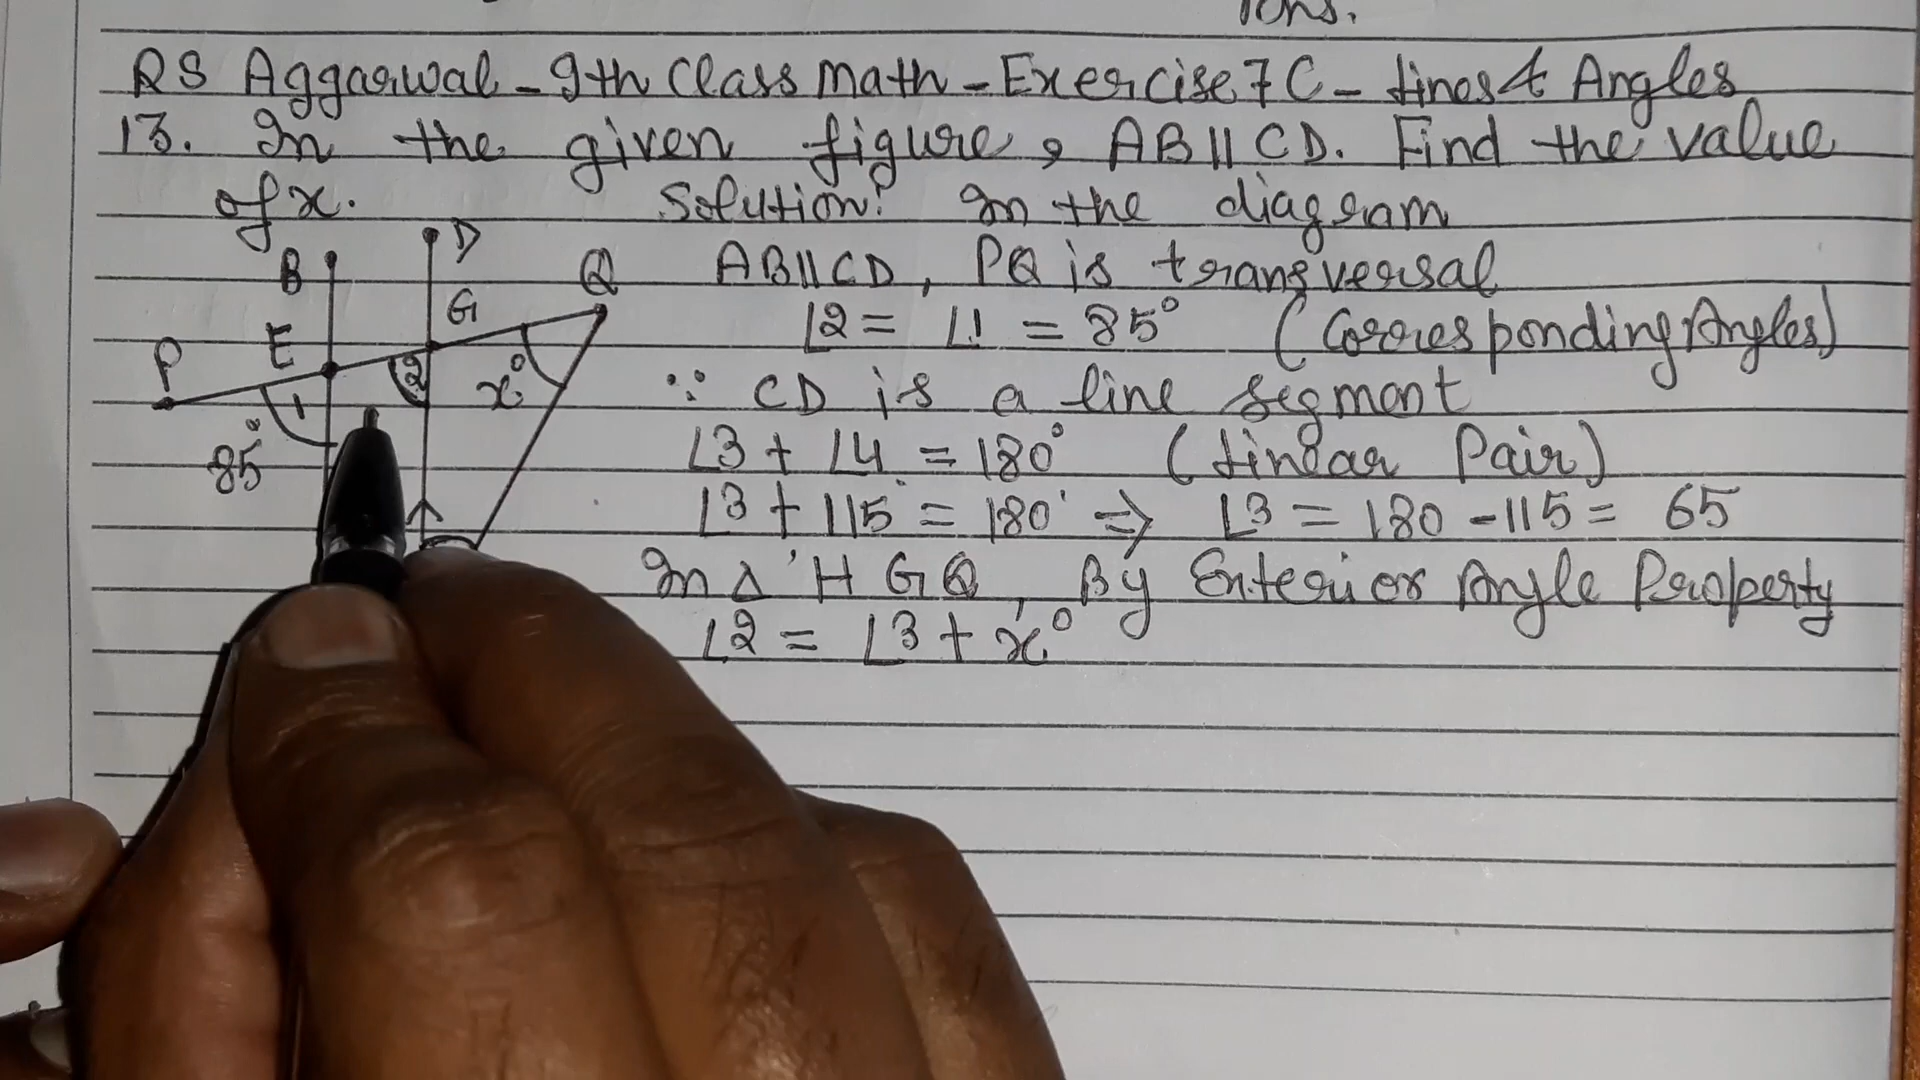 ions.
RS Aggarwal - 9th Class Math - Exercise 7C - Lines & Angles
13. In the given figure, AB || CD. Find the value
of x.
Solution: In the diagram
AB || CD, PQ is transversal
∠2 = ∠1 = 85° (Corresponding Angles)
∵ CD is a line segment
∠3 + ∠4 = 180° (Linear Pair)
∠3 + 115° = 180° ⇒ ∠3 = 180 - 115 = 65
In Δ HGQ, By Exterior Angle Property
∠2 = ∠3 + x°
B
D
Q
G
E
P
1
2
x°
85°